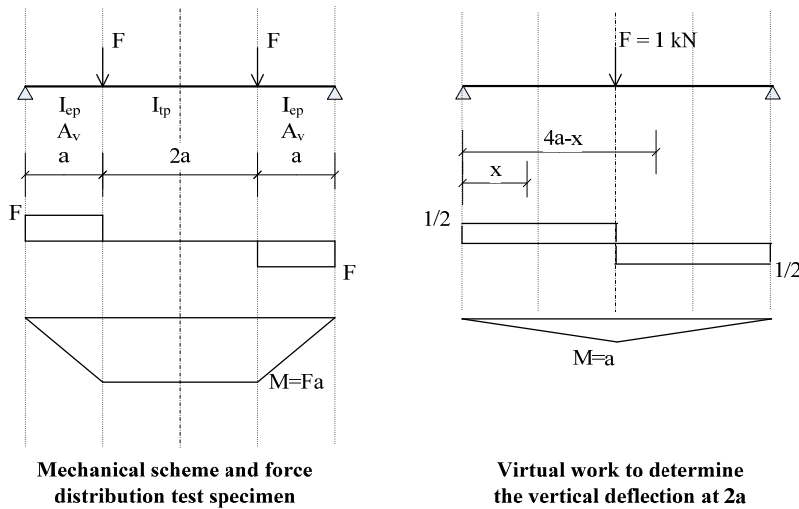 F
F
I_ep
I_tp
I_ep
A_v
A_v
a
2a
a
F
F
M=Fa
Mechanical scheme and force
distribution test specimen
F = 1 kN
4a-x
x
1/2
1/2
M=a
Virtual work to determine
the vertical deflection at 2a